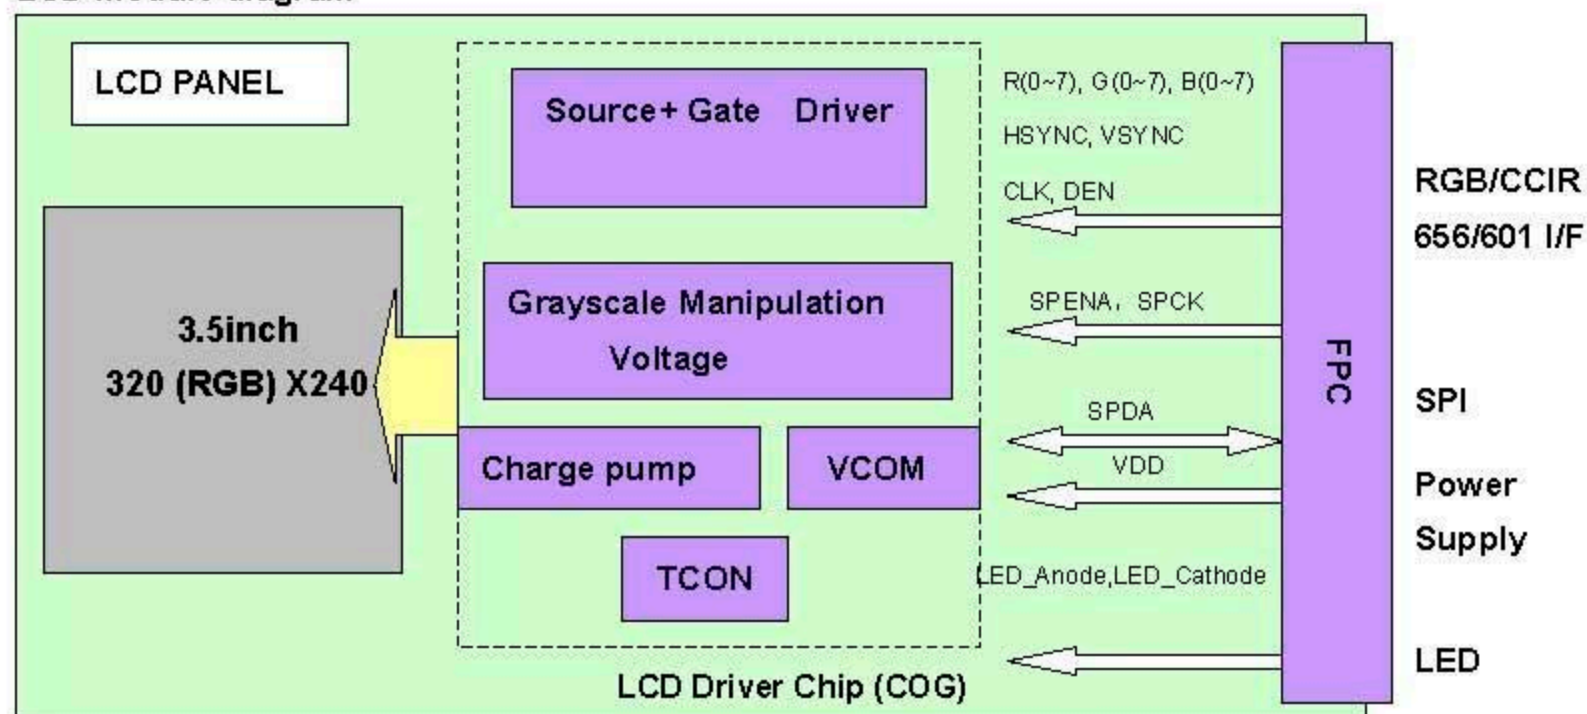 LCD PANEL
Source+ Gate Driver
R(0~7), G(0~7), B(0~7)
HSYNC, VSYNC
CLK, DEN
RGB/CCIR
656/601 I/F
3.5inch
320 (RGB) X240
Grayscale Manipulation
Voltage
SPENA, SPCK
FPC
SPDA
SPI
Charge pump
VCOM
VDD
Power
Supply
TCON
LED_Anode,LED_Cathode
LED
LCD Driver Chip (COG)